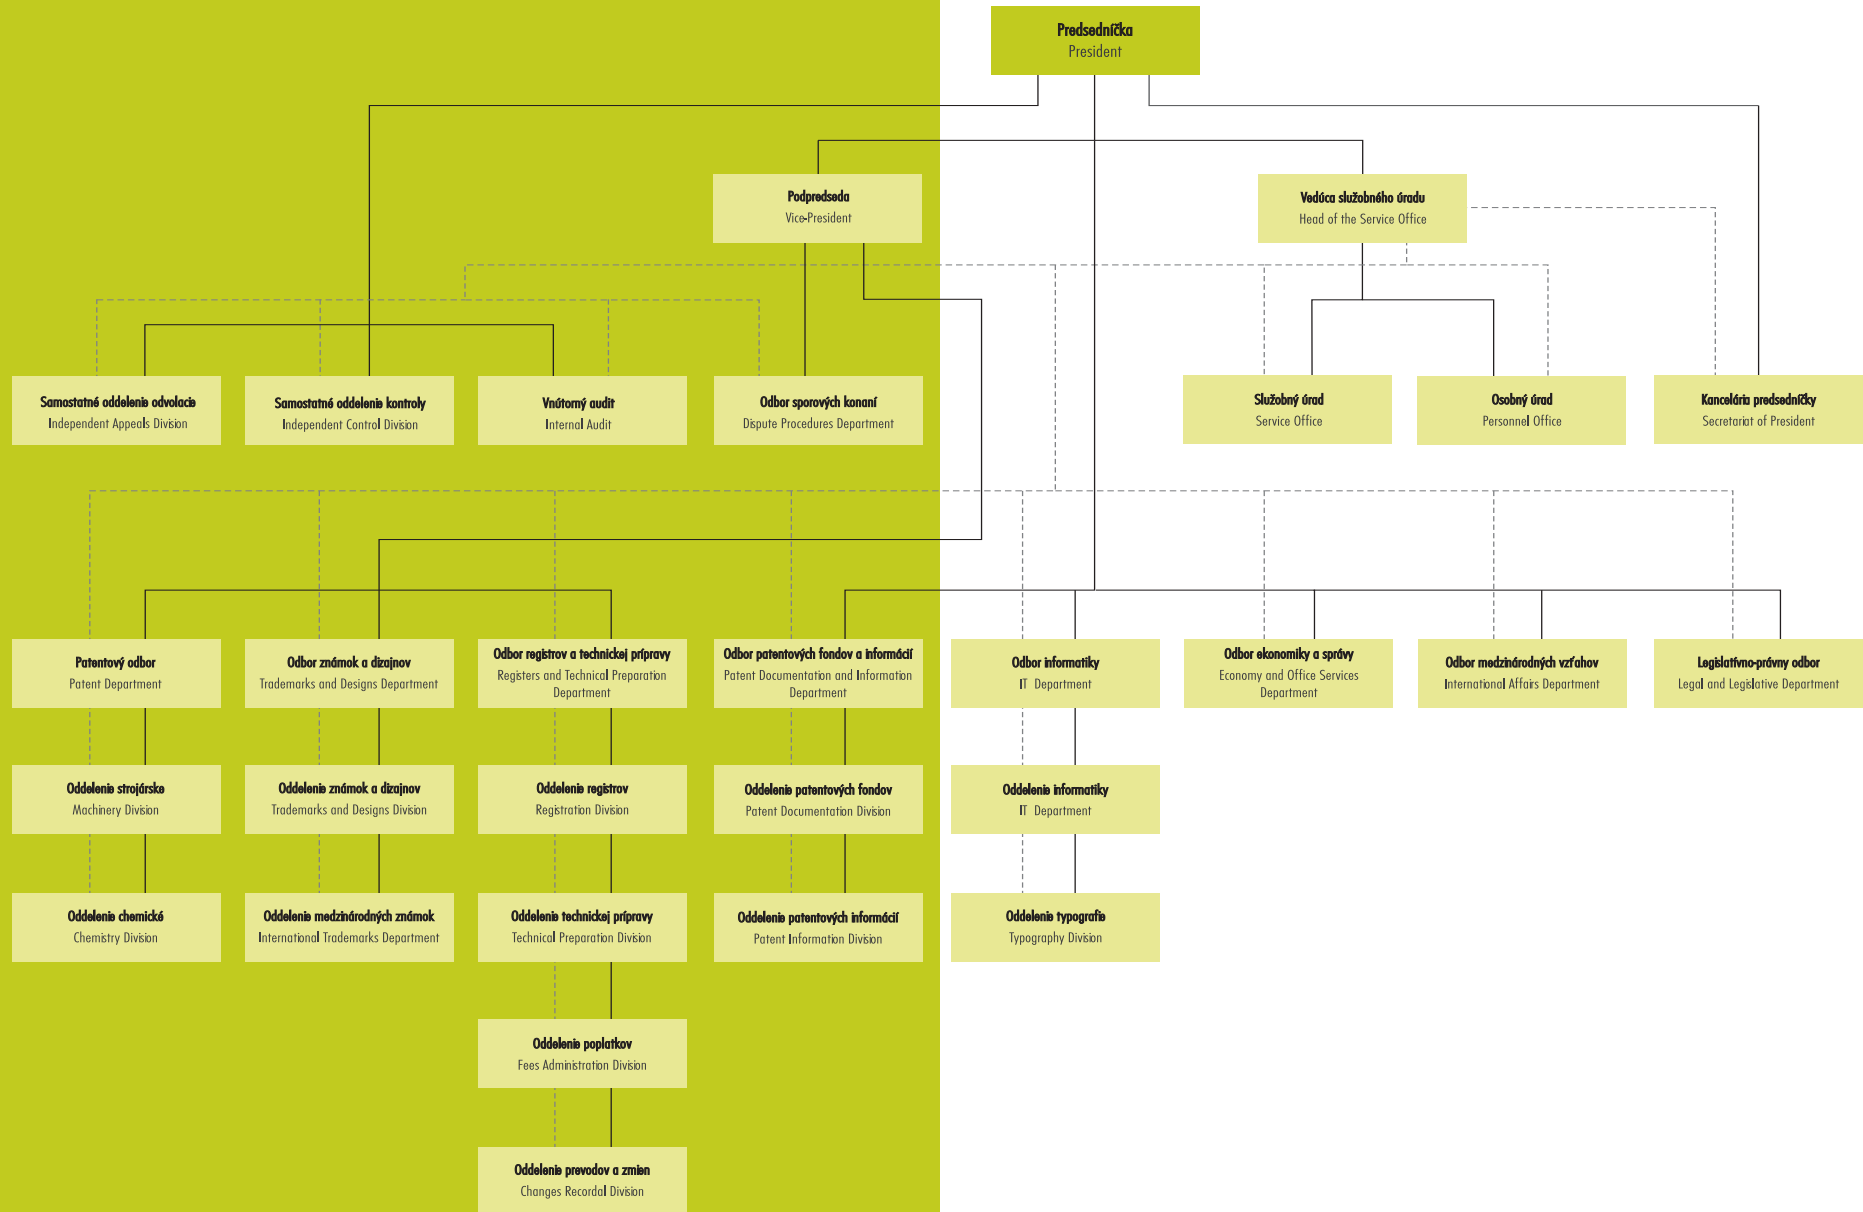 Predsedníčka
President
Podpredseda
Vice-President
Vedúca služobného úradu
Head of the Service Office
Samostatné oddelenie odvolacie
Independent Appeals Division
Samostatné oddelenie kontroly
Independent Control Division
Vnútorný audit
Internal Audit
Odbor sporových konaní
Dispute Procedures Department
Služobný úrad
Service Office
Osobný úrad
Personnel Office
Kancelária predsedníčky
Secretariat of President
Patentový odbor
Patent Department
Odbor známok a dizajnov
Trademarks and Designs Department
Odbor registrov a technickej prípravy
Registers and Technical Preparation
Department
Odbor patentových fondov a informácií
Patent Documentation and Information
Department
Odbor informatiky
IT Department
Odbor ekonomiky a správy
Economy and Office Services
Department
Odbor medzinárodných vzťahov
International Affairs Department
Legislatívno-právny odbor
Legal and Legislative Department
Oddelenie strojárske
Machinery Division
Oddelenie známok a dizajnov
Trademarks and Designs Division
Oddelenie registrov
Registration Division
Oddelenie patentových fondov
Patent Documentation Division
Oddelenie informatiky
IT Department
Oddelenie chemické
Chemistry Division
Oddelenie medzinárodných známok
International Trademarks Department
Oddelenie technickej prípravy
Technical Preparation Division
Oddelenie patentových informácií
Patent Information Division
Oddelenie typografie
Typography Division
Oddelenie poplatkov
Fees Administration Division
Oddelenie prevodov a zmien
Changes Recordal Division